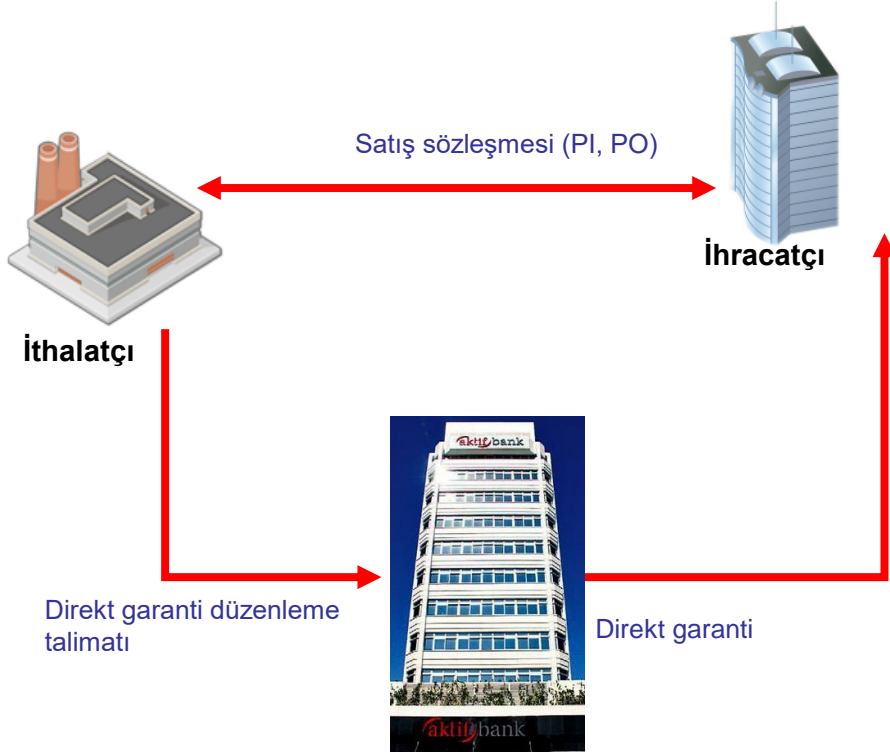 Satış sözleşmesi (PI, PO)
İhracatçı
İthalatçı
aktif bank
Direkt garanti düzenleme
talimatı
Direkt garanti
aktif bank